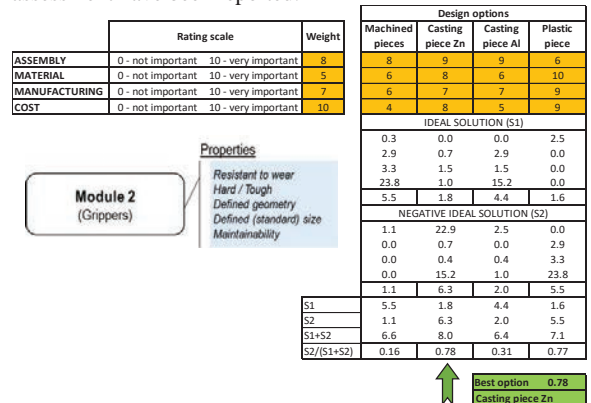 Design options
Rating scale Weight Machined pieces Casting piece Zn Casting piece Al Plastic piece
ASSEMBLY 0 - not important 10 - very important 8 8 9 9 6
MATERIAL 0 - not important 10 - very important 5 6 8 6 10
MANUFACTURING 0 - not important 10 - very important 7 6 7 7 9
COST 0 - not important 10 - very important 10 4 8 5 9
IDEAL SOLUTION (S1)
0.3 0.0 0.0 2.5
2.9 0.7 2.9 0.0
3.3 1.5 1.5 0.0
23.8 1.0 15.2 0.0
5.5 1.8 4.4 1.6
NEGATIVE IDEAL SOLUTION (S2)
1.1 22.9 2.5 0.0
0.0 0.7 0.0 2.9
0.0 0.4 0.4 3.3
0.0 15.2 1.0 23.8
1.1 6.3 2.0 5.5
S1 5.5 1.8 4.4 1.6
S2 1.1 6.3 2.0 5.5
S1+S2 6.6 8.0 6.4 7.1
S2/(S1+S2) 0.16 0.78 0.31 0.77
Best option 0.78
Casting piece Zn
Module 2
(Grippers)
Properties
Resistant to wear
Hard / Tough
Defined geometry
Defined (standard) size
Maintainability